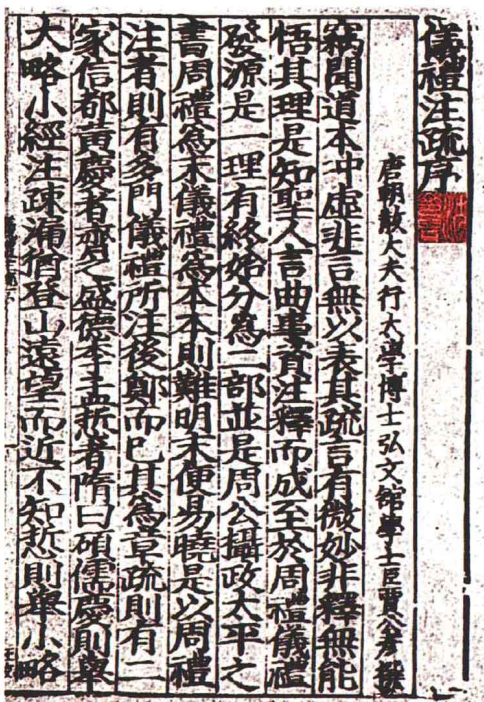 儀禮注疏序
唐朝散大夫行大學博士弘文館學士臣賈公彥撰
竊聞道本冲虛非言無以表其疏言有微妙非釋無能
悟其理是知聖人言曲事資注釋而成至於周禮儀禮
發源是一理有終始分為二部並是周公攝政太平之
書周禮為末儀禮為本本則難明末便易曉是以周禮
注者則有多門儀禮所注後鄭而已其為章疏則有二
家信都黃慶者齊之盛德李孟悊者隋曰碩儒慶則舉
大略小經注疎漏猶登山遠望而近不知悊則舉小略